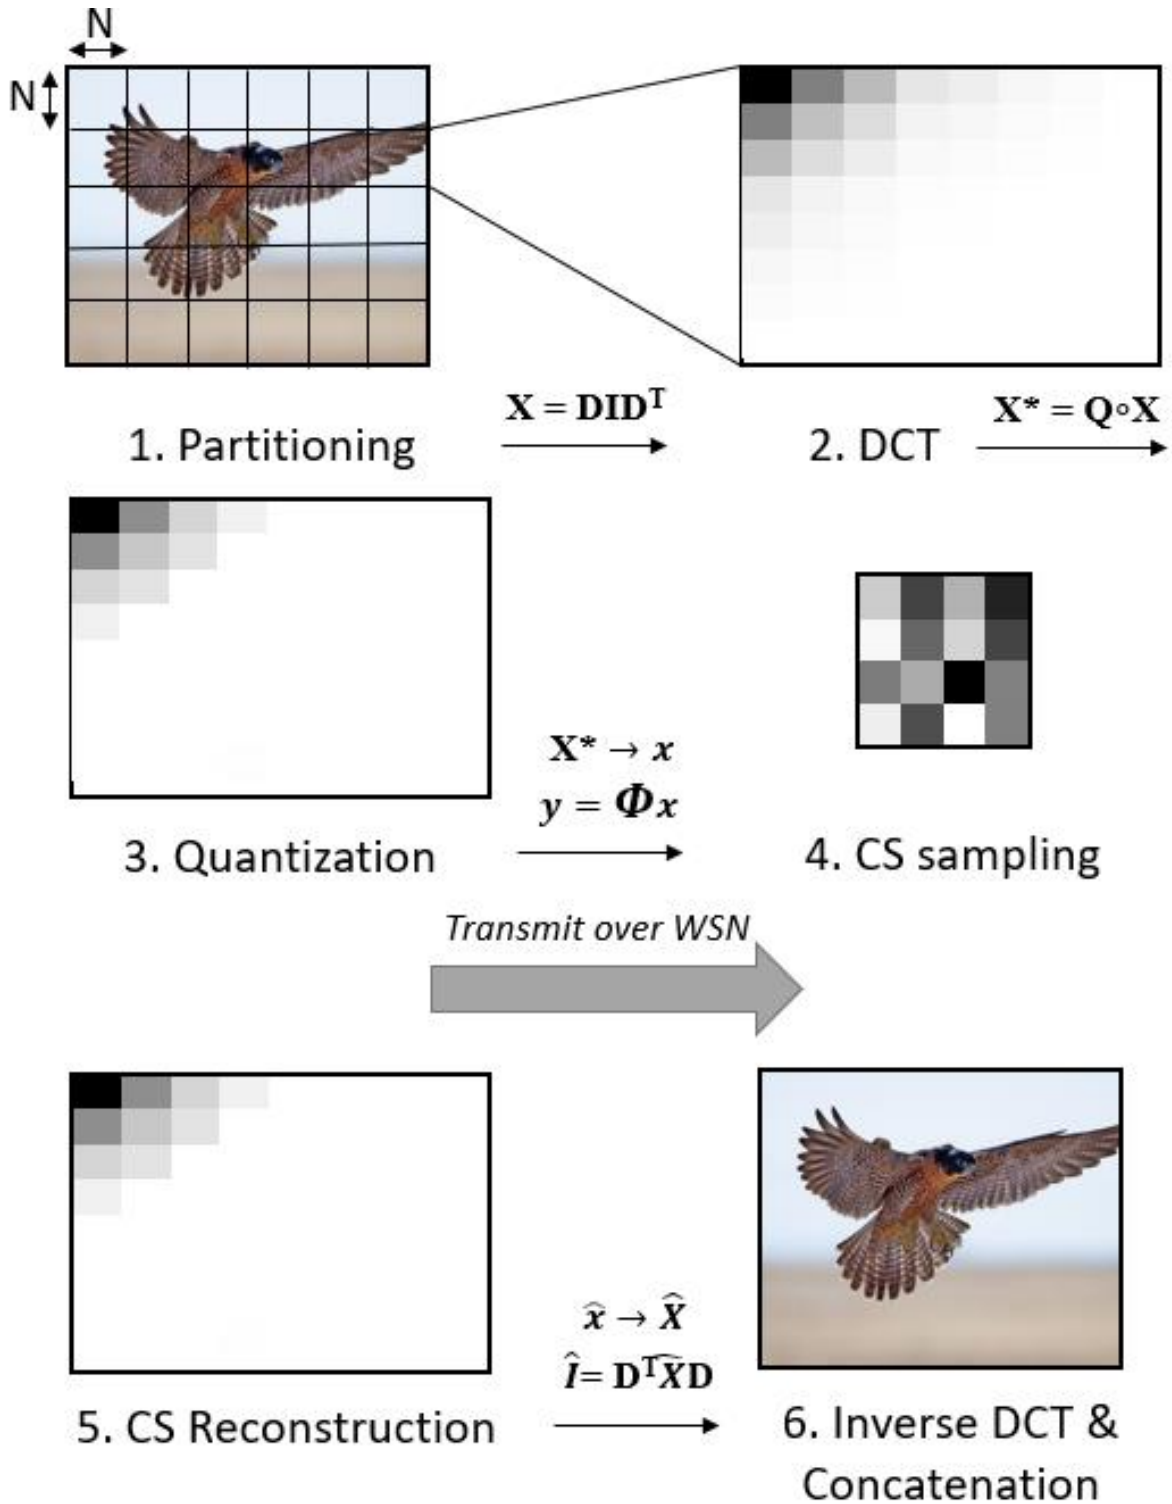 N
N
X = DIDᵀ
X* = Q∘X
1. Partitioning
2. DCT
X* → x
y = Φx
3. Quantization
4. CS sampling
Transmit over WSN
x̂ → X̂
Î= DᵀX̂D
5. CS Reconstruction
6. Inverse DCT &
Concatenation